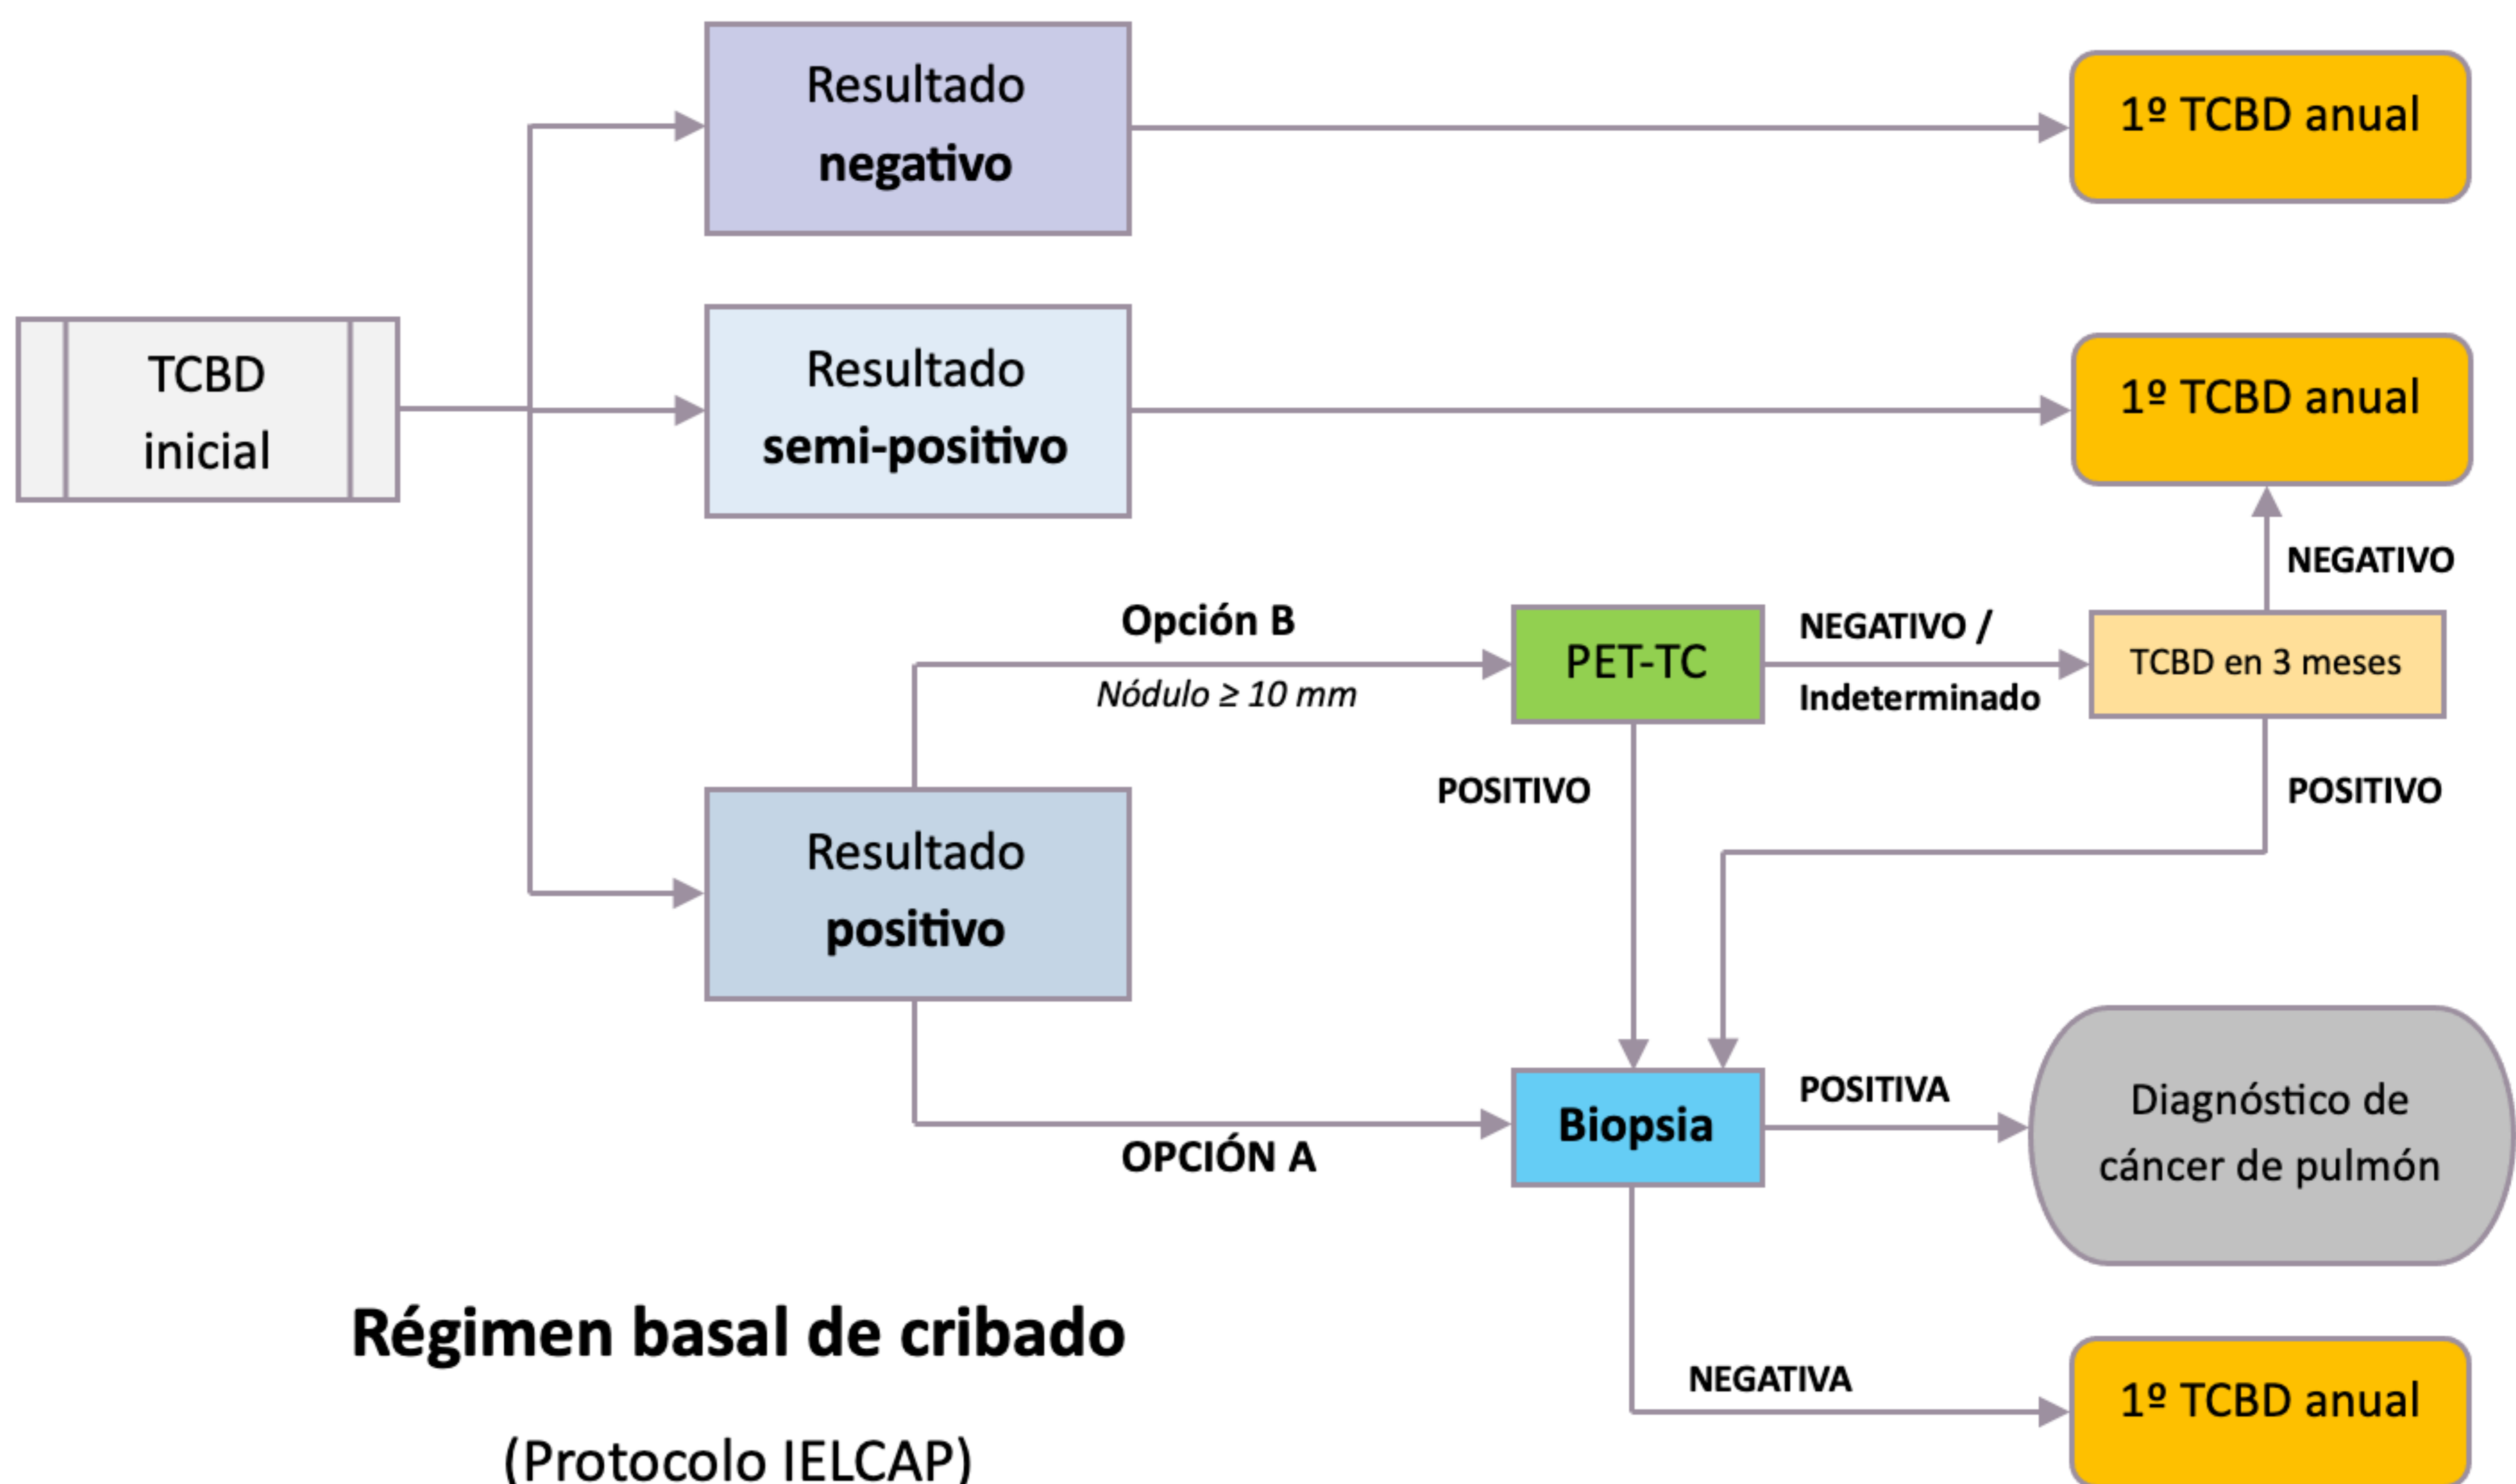 Resultado
negativo
1º TCBD anual
TCBD
inicial
Resultado
semi-positivo
1º TCBD anual
NEGATIVO
Opción B
Nódulo ≥ 10 mm
PET-TC
NEGATIVO /
Indeterminado
TCBD en 3 meses
POSITIVO
POSITIVO
Resultado
positivo
OPCIÓN A
Biopsia
POSITIVA
Diagnóstico de
cáncer de pulmón
NEGATIVA
1º TCBD anual
Régimen basal de cribado
(Protocolo IELCAP)